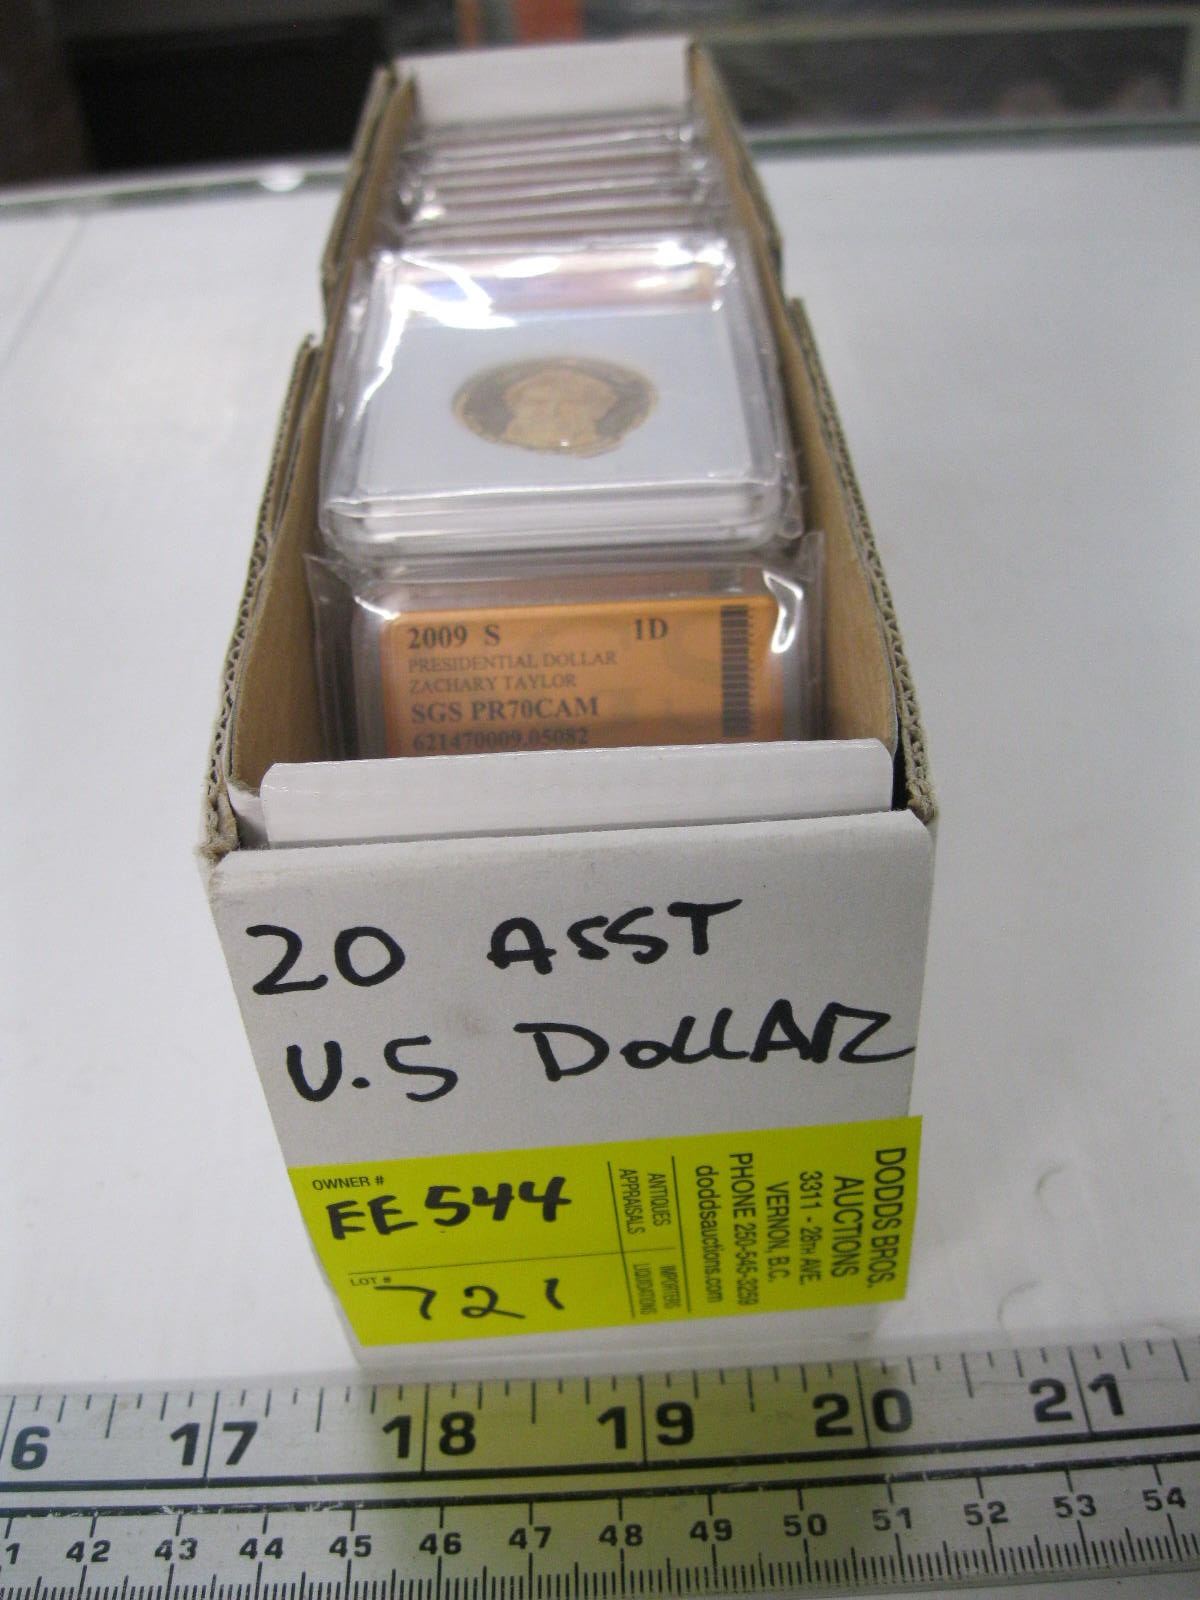 2009 S 1D
PRESIDENTIAL DOLLAR
ZACHARY TAYLOR
SGS PR70CAM
621470009.05082
20 ASST
U.S DOLLAR
OWNER #
EE544
LOT #
721
ANTIQUES
APPRAISALS
IMPORTERS
LIQUIDATIONS
DODDS BROS.
AUCTIONS
3311 - 28TH AVE.
VERNON, B.C.
PHONE 250-545-3259
doddsauctions.com
6 17 18 19 20 21
1 42 43 44 45 46 47 48 49 50 51 52 53 54